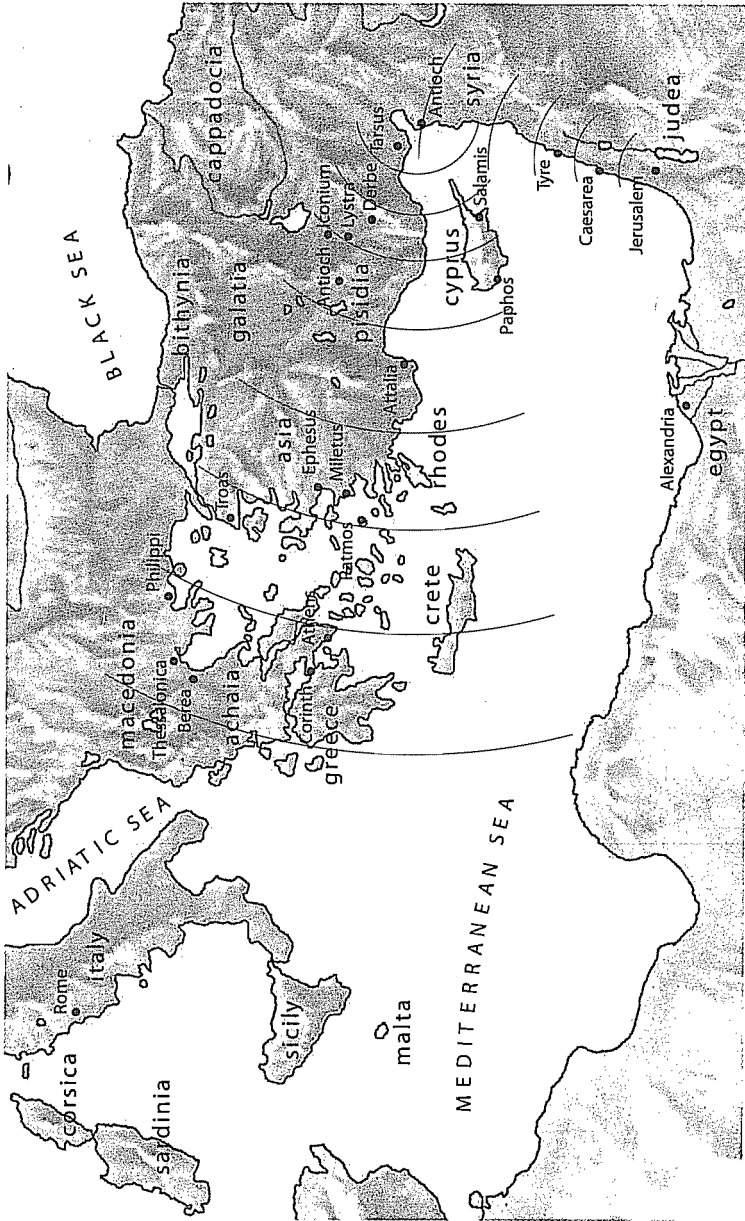 BLACK SEA
ADRIATIC SEA
MEDITERRANEAN SEA
corsica
sardinia
Rome
italy
sicily
malta
macedonia
Thessalonica
Berea
Philippi
achaia
Corinth
Athens
greece
crete
Troas
asia
Ephesus
Miletus
Patmos
rhodes
bithynia
galatia
cappadocia
Antioch
Iconium
Lystra
Derbe
pisidia
Attalia
Tarsus
Antioch
syria
cyprus
Salamis
Paphos
Tyre
Caesarea
Jerusalem
judea
Alexandria
egypt